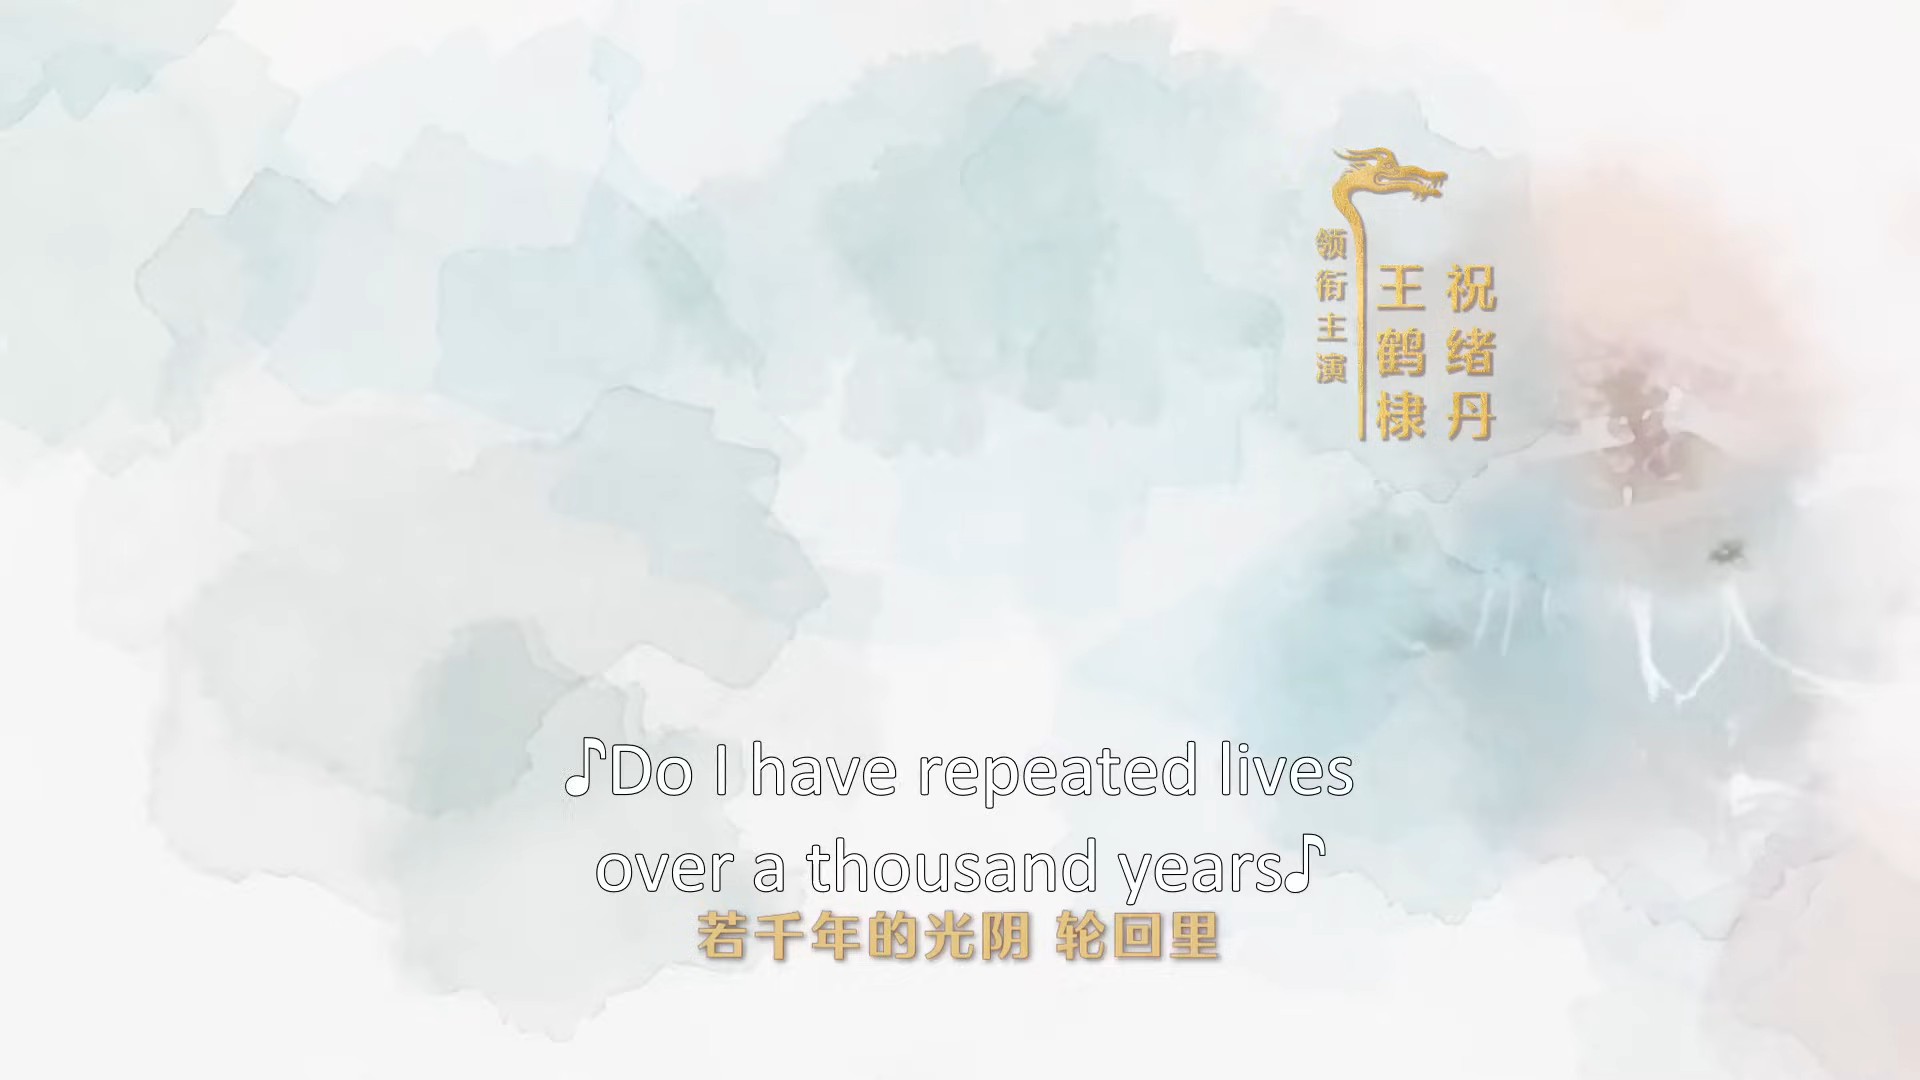 领衔主演
王鹤棣
祝绪丹
♪Do I have repeated lives
over a thousand years♪
若千年的光阴 轮回里